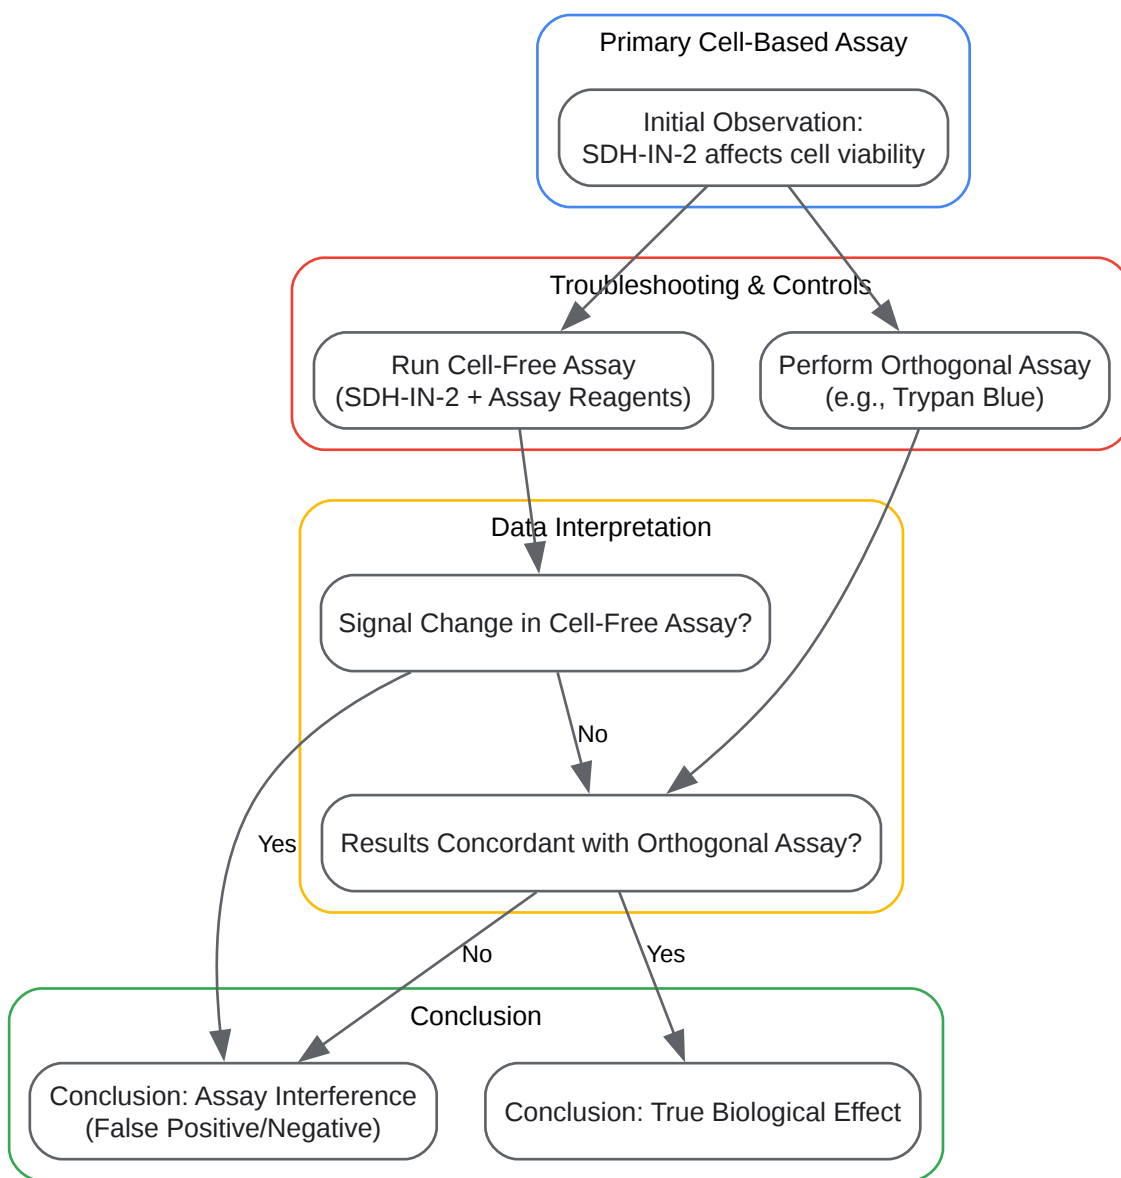 Primary Cell-Based Assay
Initial Observation:
SDH-IN-2 affects cell viability
Troubleshooting & Controls
Run Cell-Free Assay
(SDH-IN-2 + Assay Reagents)
Perform Orthogonal Assay
(e.g., Trypan Blue)
Data Interpretation
Signal Change in Cell-Free Assay?
No
Yes
Results Concordant with Orthogonal Assay?
No
Yes
Conclusion
Conclusion: Assay Interference
(False Positive/Negative)
Conclusion: True Biological Effect